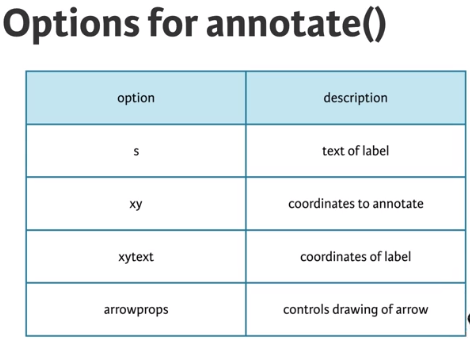 Options for annotate()
option description
s text of label
xy coordinates to annotate
xytext coordinates of label
arrowprops controls drawing of arrow